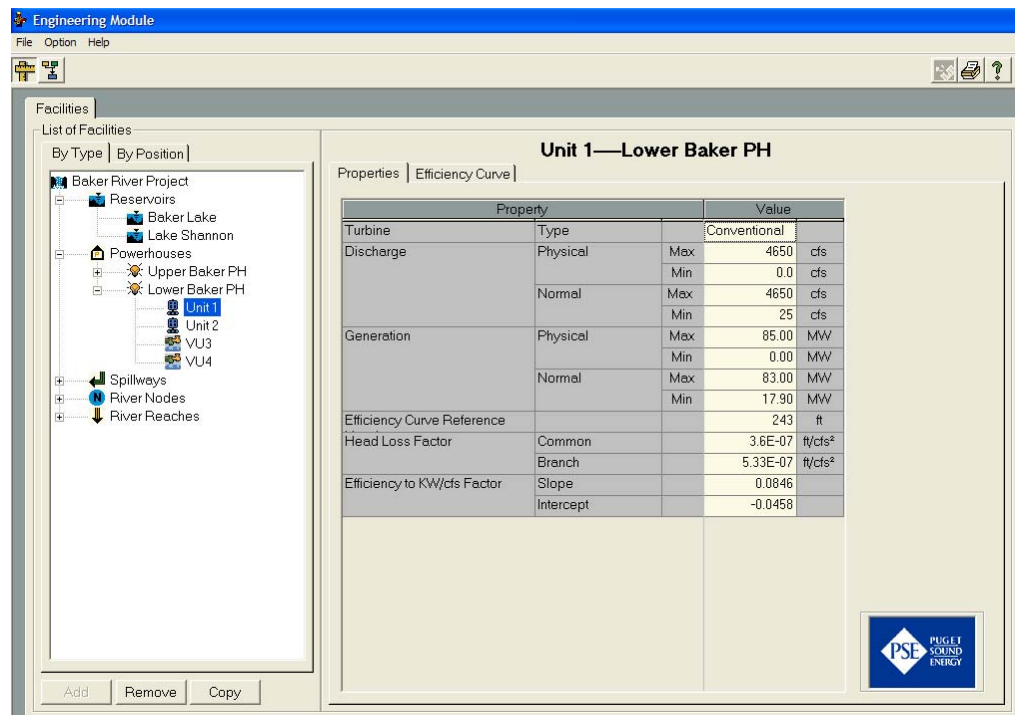 Engineering Module
File Option Help
Facilities
List of Facilities
By Type By Position
Baker River Project
Reservoirs
Baker Lake
Lake Shannon
Powerhouses
Upper Baker PH
Lower Baker PH
Unit 1
Unit 2
VU3
VU4
Spillways
N River Nodes
River Reaches
Add Remove Copy
Unit 1—Lower Baker PH
Properties Efficiency Curve
Property Value
Turbine Type Conventional
Discharge Physical Max 4650 cfs
Min 0.0 cfs
Normal Max 4650 cfs
Min 25 cfs
Generation Physical Max 85.00 MW
Min 0.00 MW
Normal Max 83.00 MW
Min 17.90 MW
Efficiency Curve Reference 243 ft
Head Loss Factor Common 3.6E-07 ft/cfs²
Branch 5.33E-07 ft/cfs²
Efficiency to KW/cfs Factor Slope 0.0846
Intercept -0.0458
PSE PUGET
SOUND
ENERGY